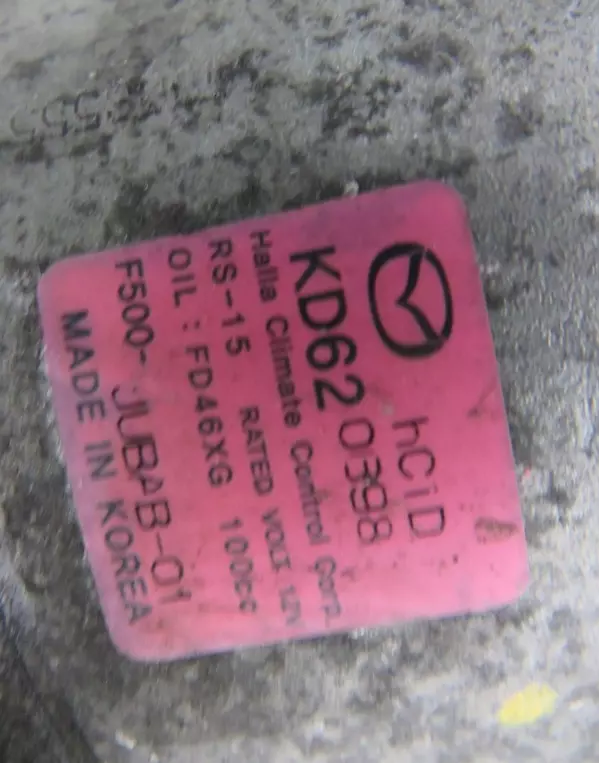 hCiD
KD62 0398
Halla Climate Control Corp.
RS-15 RATED VOLT 12V
OIL : FD46XG 100cc
F500-JUBAB-01
MADE IN KOREA